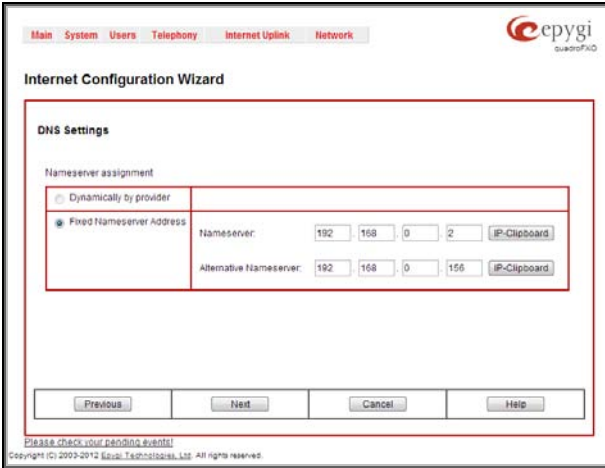 Main System Users Telephony Internet Uplink Network
epygi
quadroFXO
Internet Configuration Wizard
DNS Settings
Nameserver assignment
Dynamically by provider
Fixed Nameserver Address
Nameserver: 192 . 168 . 0 . 2 IP-Clipboard
Alternative Nameserver: 192 . 168 . 0 . 156 IP-Clipboard
Previous Next Cancel Help
Please check your pending events!
Copyright (C) 2003-2012 Epygi Technologies, Ltd. All rights reserved.